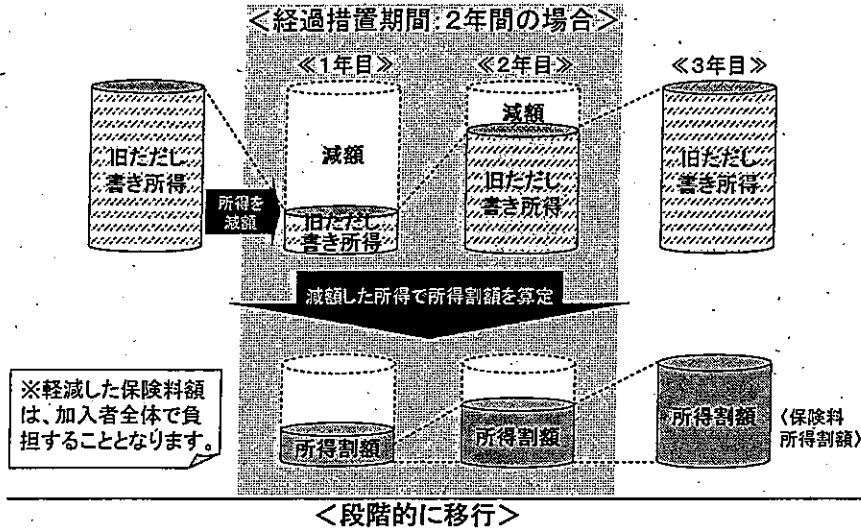 ＜経過措置期間：2年間の場合＞
≪1年目≫
≪2年目≫
≪3年目≫
旧ただし
書き所得
所得を
減額
減額
旧ただし
書き所得
減額
旧ただし
書き所得
旧ただし
書き所得
減額した所得で所得割額を算定
※軽減した保険料額
は、加入者全体で負
担することとなります。
所得割額
所得割額
所得割額
〈保険料
所得割額〉
＜段階的に移行＞